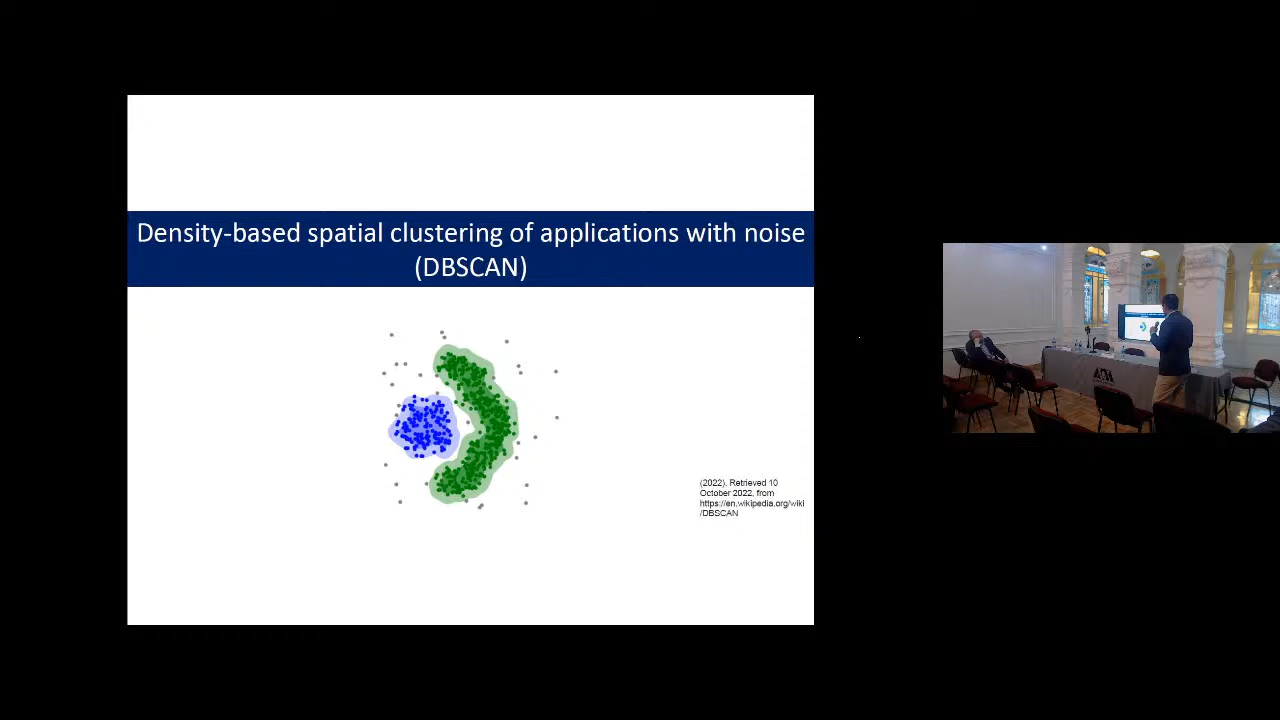 Density-based spatial clustering of applications with noise
(DBSCAN)
(2022). Retrieved 10
October 2022, from
https://en.wikipedia.org/wiki
/DBSCAN